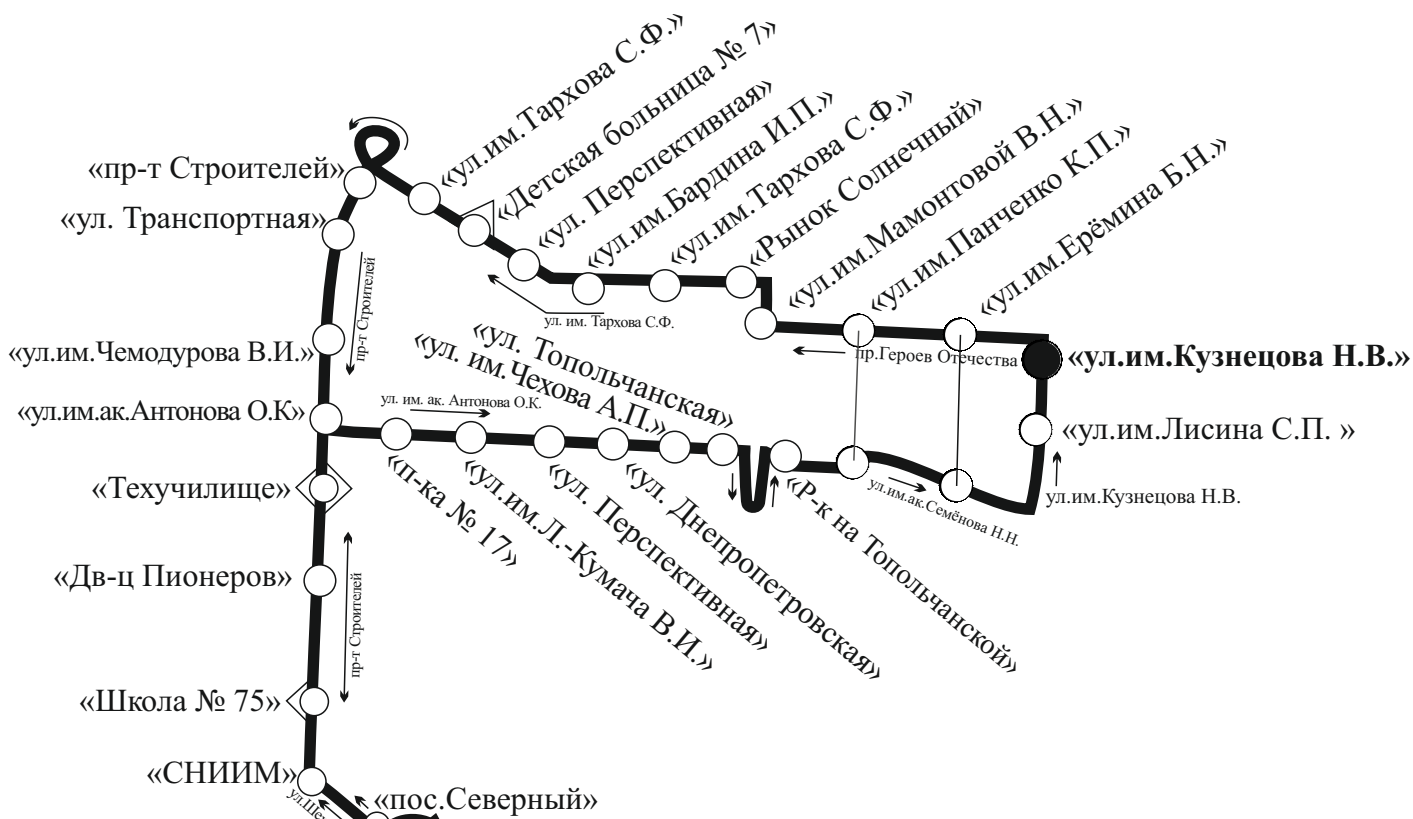 «ул.им.Тархова С.Ф.»
«Детская больница № 7»
«ул. Перспективная»
«ул.им.Бардина И.П.»
«ул.им.Тархова С.Ф.»
«Рынок Солнечный»
«ул.им.Мамонтовой В.Н.»
«ул.им.Панченко К.П.»
«ул.им.Ерёмина Б.Н.»
«пр-т Строителей»
«ул. Транспортная»
пр-т Строителей
ул. им. Тархова С.Ф.
пр.Героев Отечества
«ул.им.Кузнецова Н.В.»
«ул.им.Чемодурова В.И.»
«ул. Топольчанская»
«ул. им.Чехова А.П.»
«ул.им.ак.Антонова О.К»
ул. им. ак. Антонова О.К.
«ул.им.Лисина С.П. »
«Техучилище»
«п-ка № 17»
«ул.им.Л.-Кумача В.И.»
«ул. Перспективная»
«ул. Днепропетровская»
«Р-к на Топольчанской»
ул.им.ак.Семёнова Н.Н.
ул.им.Кузнецова Н.В.
«Дв-ц Пионеров»
пр-т Строителей
«Школа № 75»
«СНИИМ»
ул.Ше-
«пос.Северный»